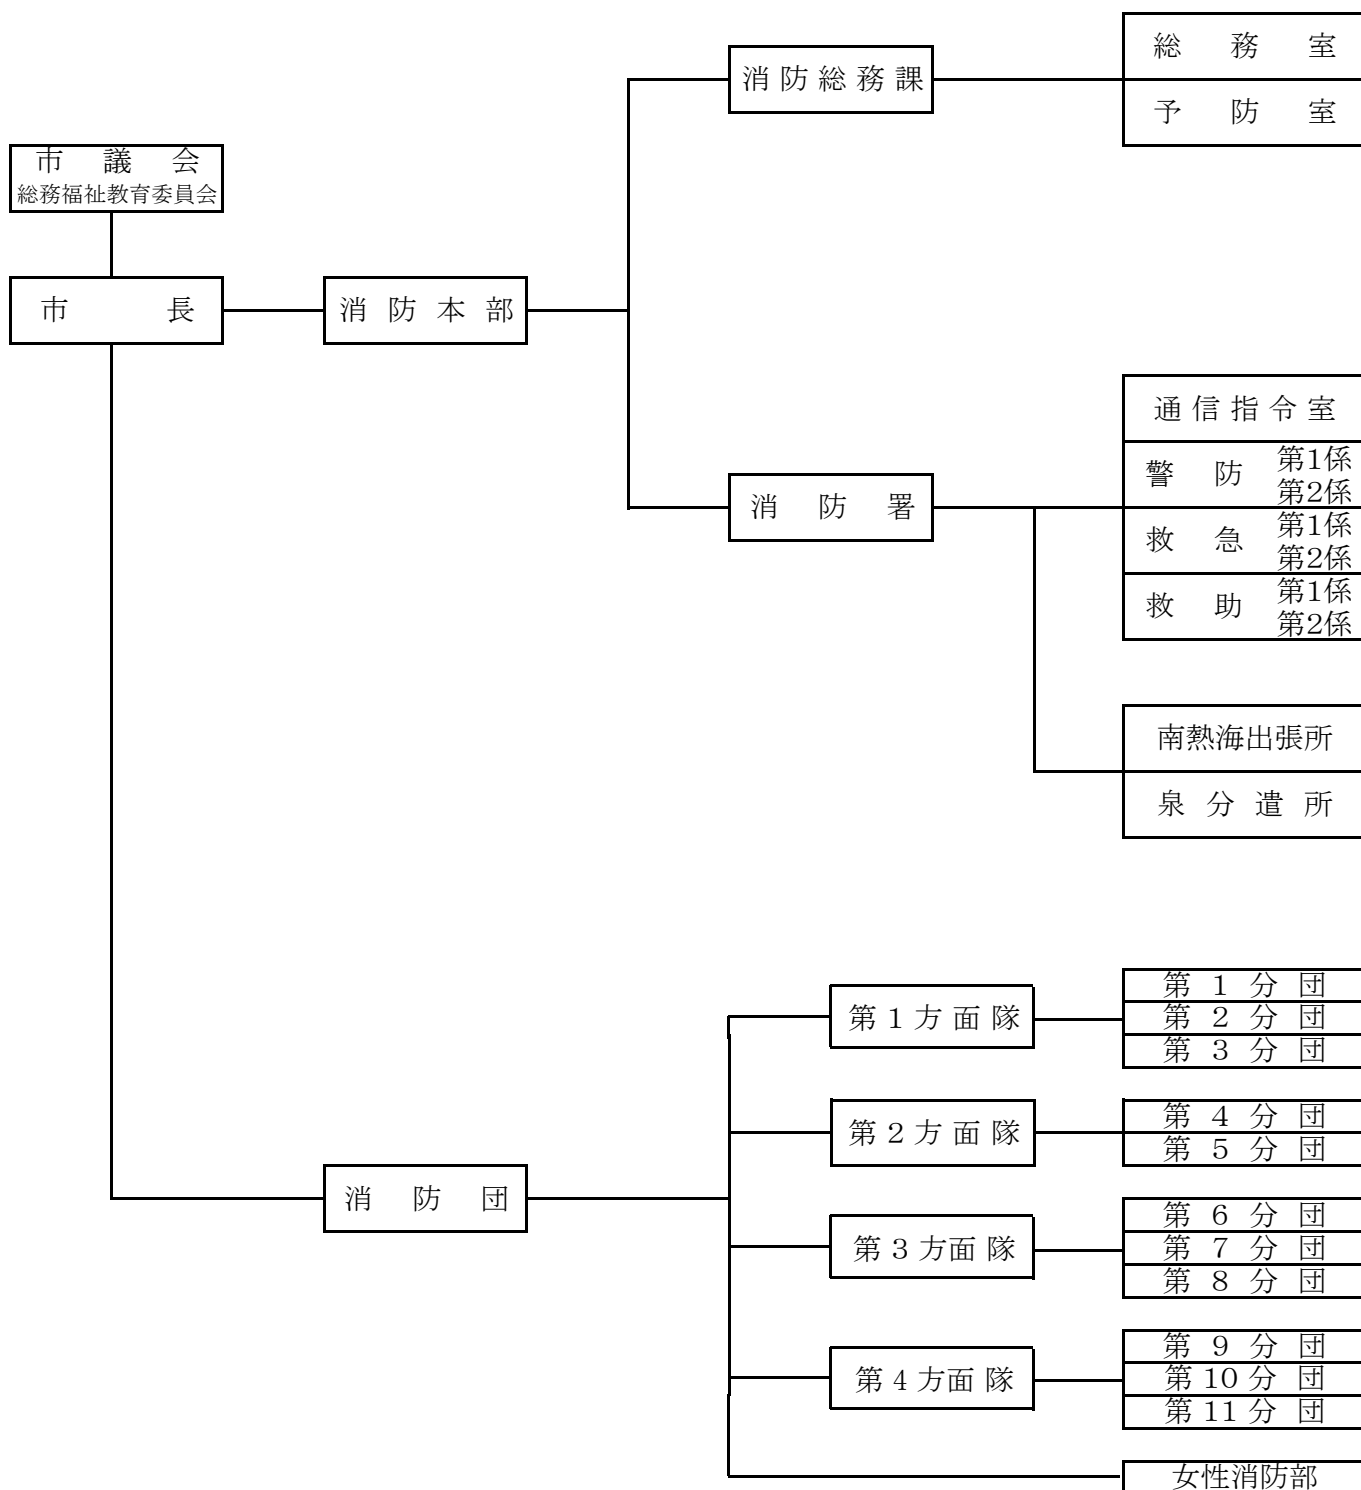 総務室
消防総務課
予防室
市議会
総務福祉教育委員会
市長
消防本部
通信指令室
警防 第1係
第2係
消防署
救急 第1係
第2係
救助 第1係
第2係
南熱海出張所
泉分遣所
第1方面隊
第1分団
第2分団
第3分団
第2方面隊
第4分団
第5分団
消防団
第3方面隊
第6分団
第7分団
第8分団
第4方面隊
第9分団
第10分団
第11分団
女性消防部